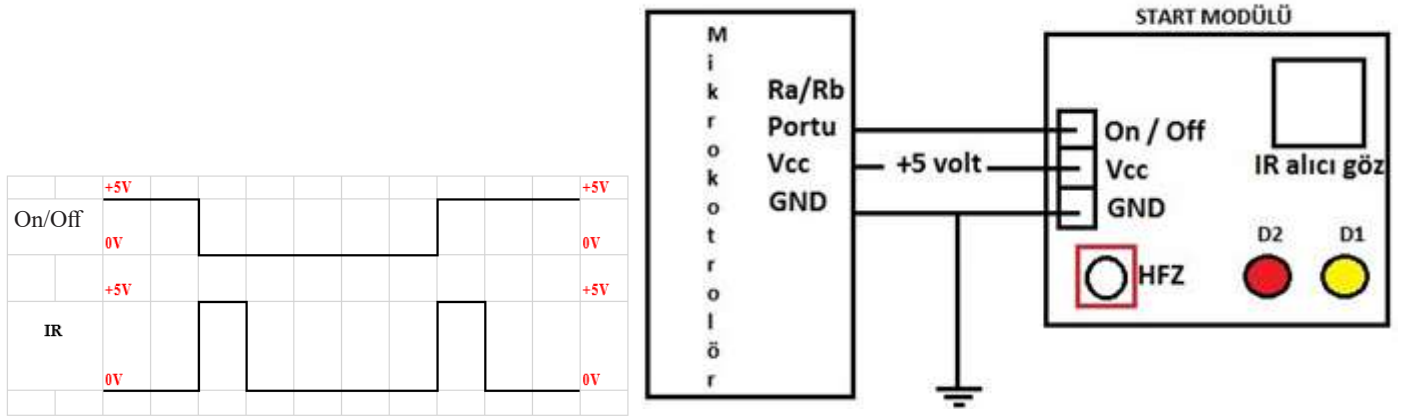 +5V
+5V
On/Off
0V
0V
+5V
+5V
IR
0V
0V
M
i
k
r
o
k
o
t
r
o
l
ö
r
Ra/Rb
Portu
Vcc
GND
+5 volt
START MODÜLÜ
On / Off
Vcc
GND
IR alıcı göz
D2
D1
HFZ